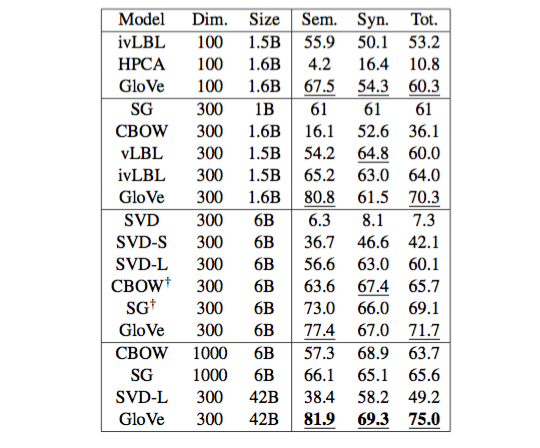 Model Dim. Size Sem. Syn. Tot.
ivLBL 100 1.5B 55.9 50.1 53.2
HPCA 100 1.6B 4.2 16.4 10.8
GloVe 100 1.6B 67.5 54.3 60.3
SG 300 1B 61 61 61
CBOW 300 1.6B 16.1 52.6 36.1
vLBL 300 1.5B 54.2 64.8 60.0
ivLBL 300 1.5B 65.2 63.0 64.0
GloVe 300 1.6B 80.8 61.5 70.3
SVD 300 6B 6.3 8.1 7.3
SVD-S 300 6B 36.7 46.6 42.1
SVD-L 300 6B 56.6 63.0 60.1
CBOW† 300 6B 63.6 67.4 65.7
SG† 300 6B 73.0 66.0 69.1
GloVe 300 6B 77.4 67.0 71.7
CBOW 1000 6B 57.3 68.9 63.7
SG 1000 6B 66.1 65.1 65.6
SVD-L 300 42B 38.4 58.2 49.2
GloVe 300 42B 81.9 69.3 75.0